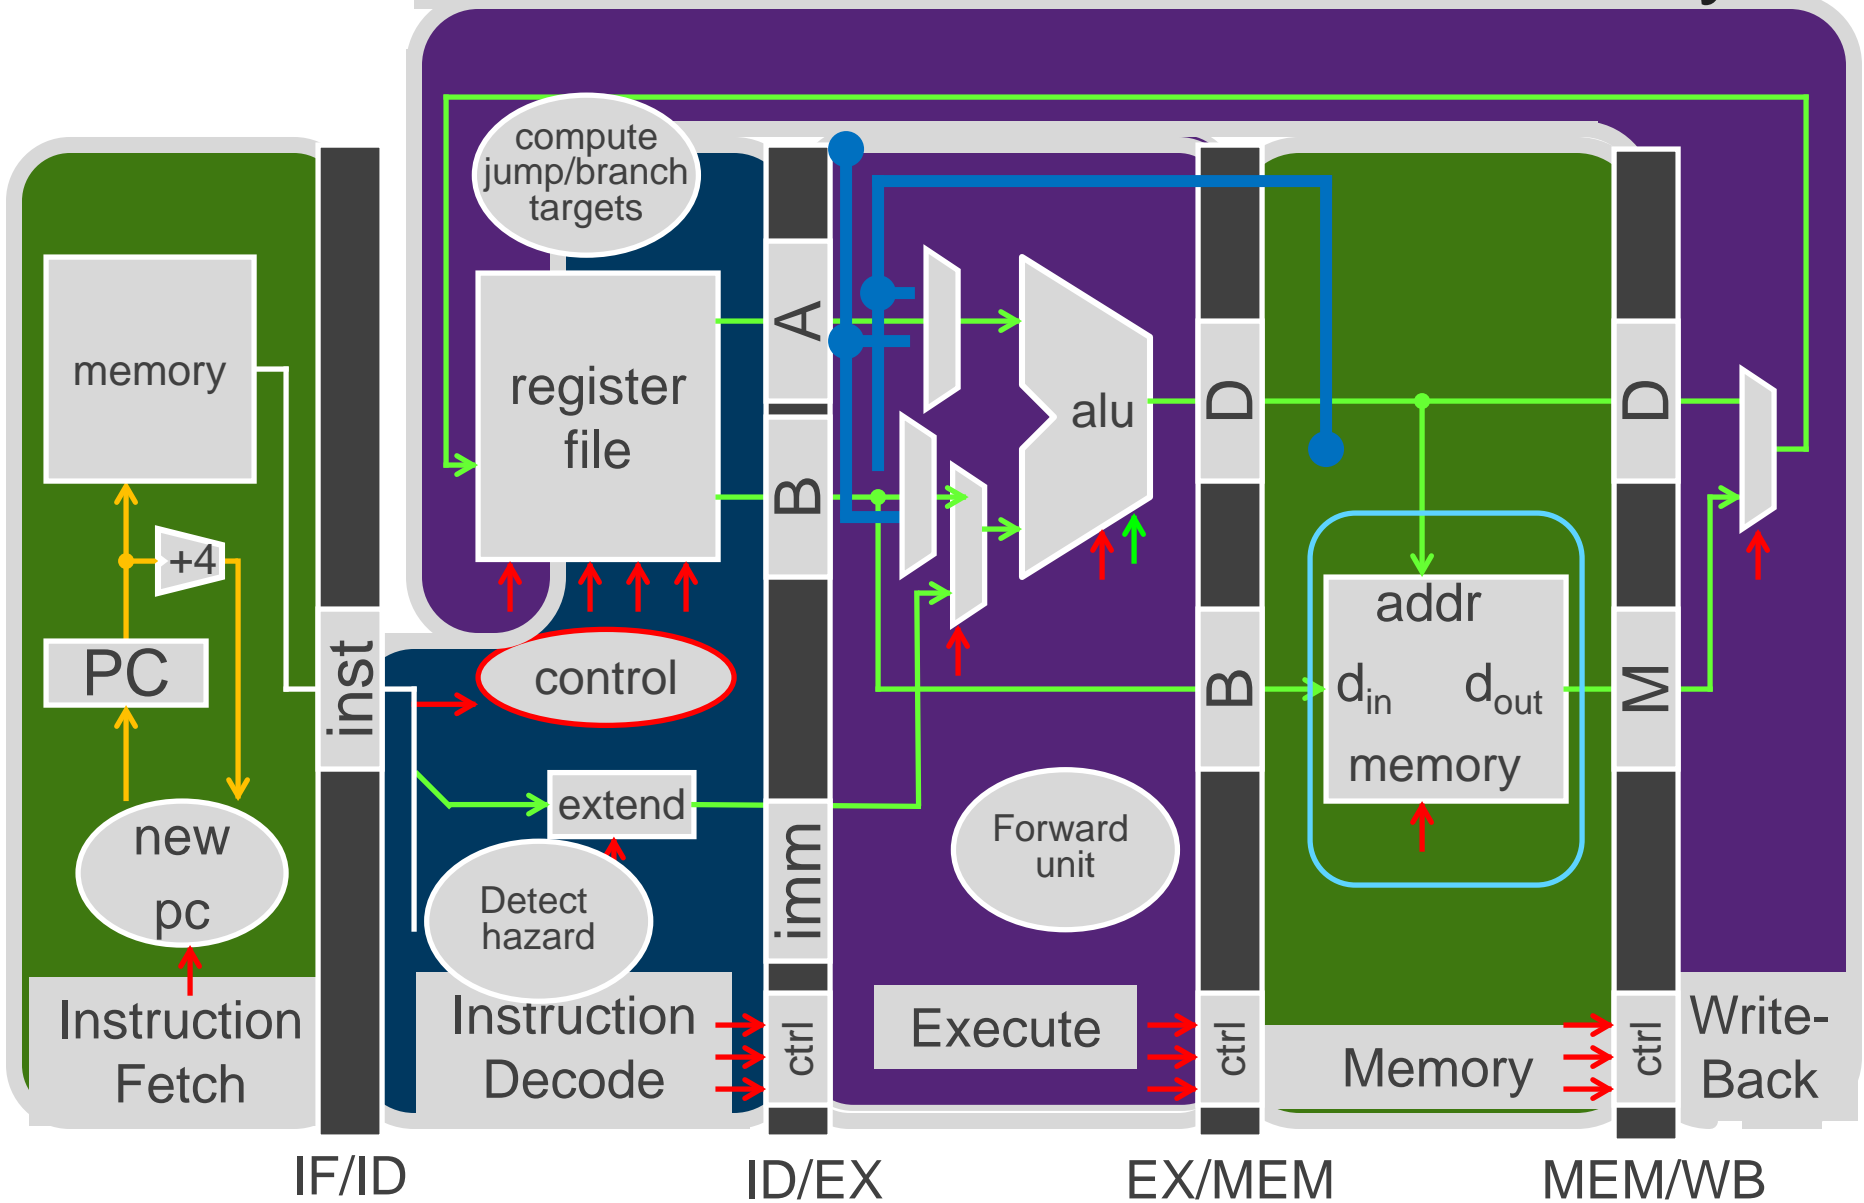 compute
jump/branch
targets
memory
+4
PC
new
pc
Instruction
Fetch
inst
register
file
control
extend
Detect
hazard
Instruction
Decode
A
B
imm
ctrl
alu
Forward
unit
Execute
D
B
ctrl
addr
din
dout
memory
Memory
D
M
ctrl
Write-
Back
IF/ID
ID/EX
EX/MEM
MEM/WB